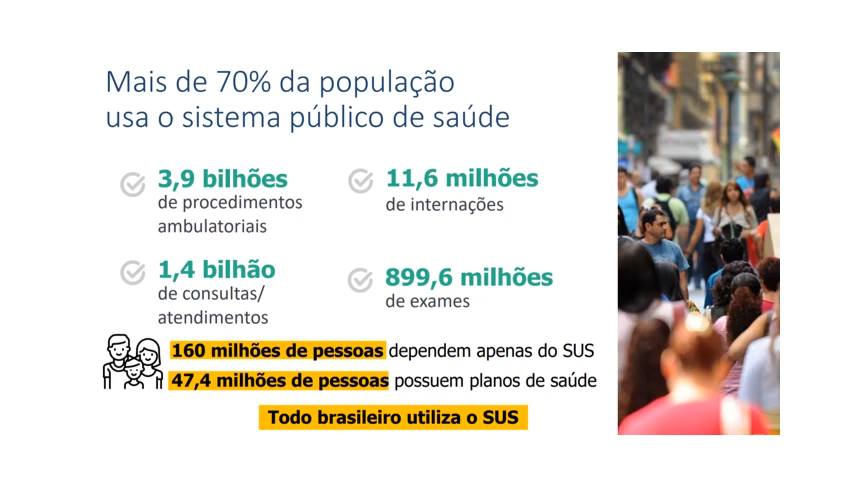 Mais de 70% da população
usa o sistema público de saúde
3,9 bilhões
de procedimentos
ambulatoriais
11,6 milhões
de internações
1,4 bilhão
de consultas/
atendimentos
899,6 milhões
de exames
160 milhões de pessoas dependem apenas do SUS
47,4 milhões de pessoas possuem planos de saúde
Todo brasileiro utiliza o SUS